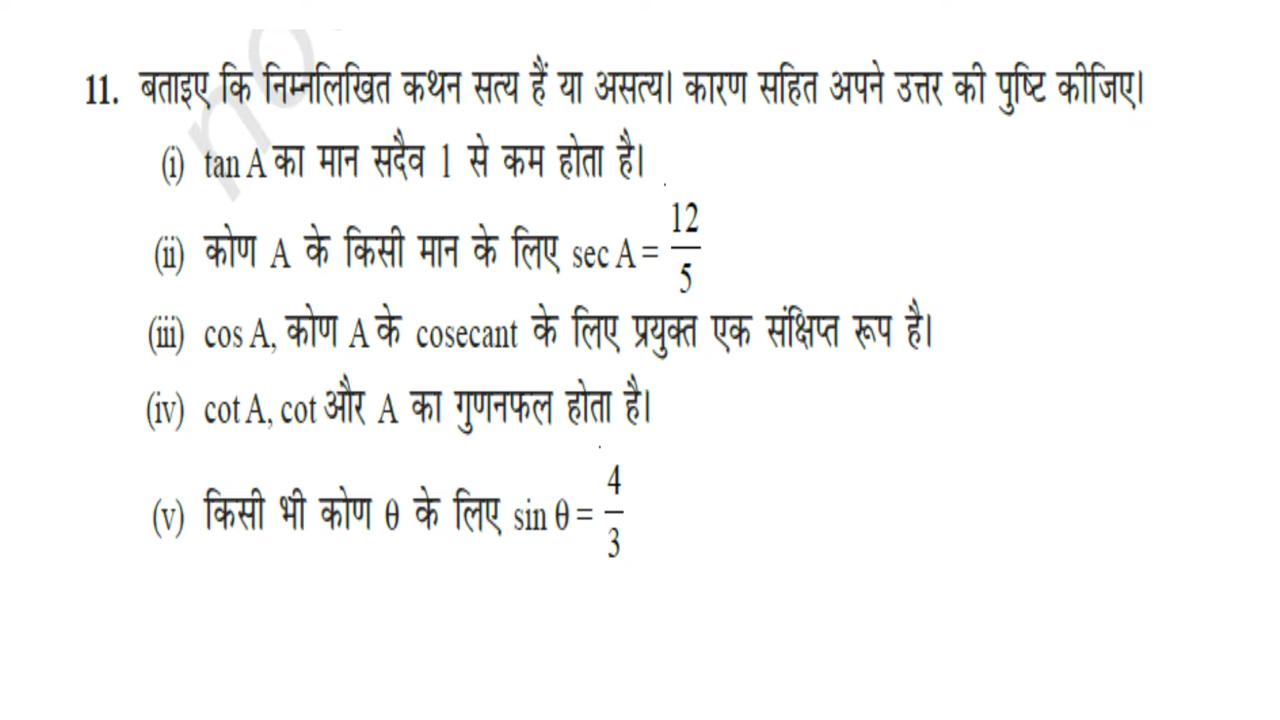 no
11. बताइए कि निम्नलिखित कथन सत्य हैं या असत्य। कारण सहित अपने उत्तर की पुष्टि कीजिए।
(i) tan A का मान सदैव 1 से कम होता है।
(ii) कोण A के किसी मान के लिए sec A = 12/5
(iii) cos A, कोण A के cosecant के लिए प्रयुक्त एक संक्षिप्त रूप है।
(iv) cot A, cot और A का गुणनफल होता है।
(v) किसी भी कोण θ के लिए sin θ = 4/3